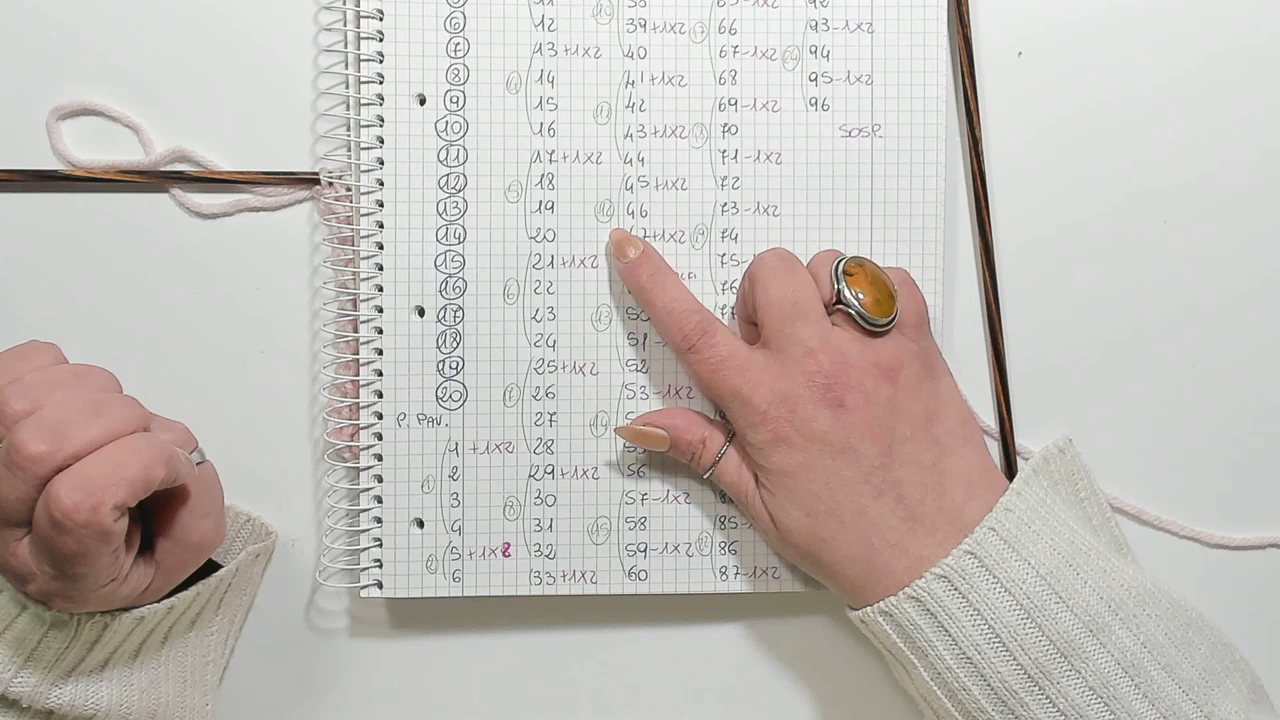 6
7
8
9
10
11
12
13
14
15
16
17
18
19
20
P. PAV.
1 +1x2
2
3
4
5 +1x2
6
12
13 +1x2
14
15
16
17 +1x2
18
19
20
21 +1x2
22
23
24
25 +1x2
26
27
28
29 +1x2
30
31
32
33 +1x2
39 +1x2
40
41 +1x2
42
43 +1x2
44
45 +1x2
46
47 +1x2
52
53 -1x2
56
57 -1x2
58
59 -1x2
60
66
67 -1x2
68
69 -1x2
70
71 -1x2
72
73 -1x2
74
86
87 -1x2
93 -1x2
94
95 -1x2
96
SOSP.